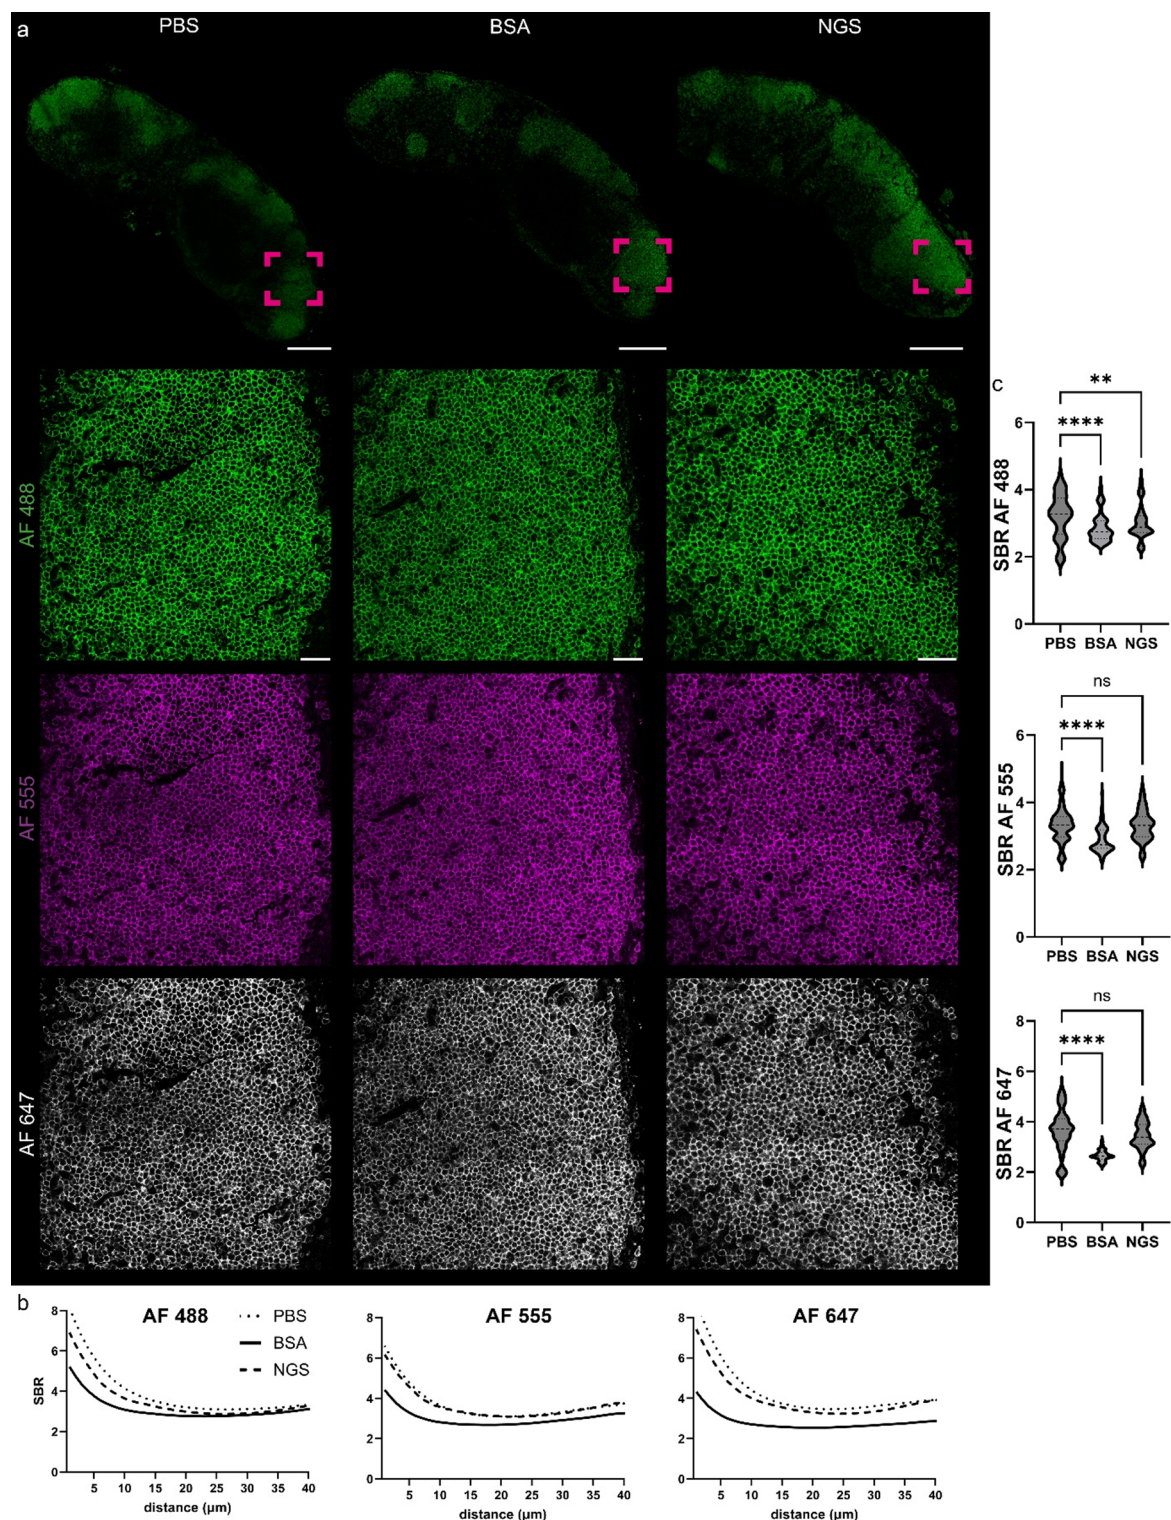 a
PBS
BSA
NGS
AF 488
AF 555
AF 647
c
**
****
6
4
2
0
SBR AF 488
PBS
BSA
NGS
ns
****
6
4
2
0
SBR AF 555
PBS
BSA
NGS
ns
****
8
6
4
2
0
SBR AF 647
PBS
BSA
NGS
b
AF 488
PBS
BSA
NGS
8
6
4
2
0
SBR
5 10 15 20 25 30 35 40
distance (µm)
AF 555
8
6
4
2
0
5 10 15 20 25 30 35 40
distance (µm)
AF 647
8
6
4
2
0
5 10 15 20 25 30 35 40
distance (µm)